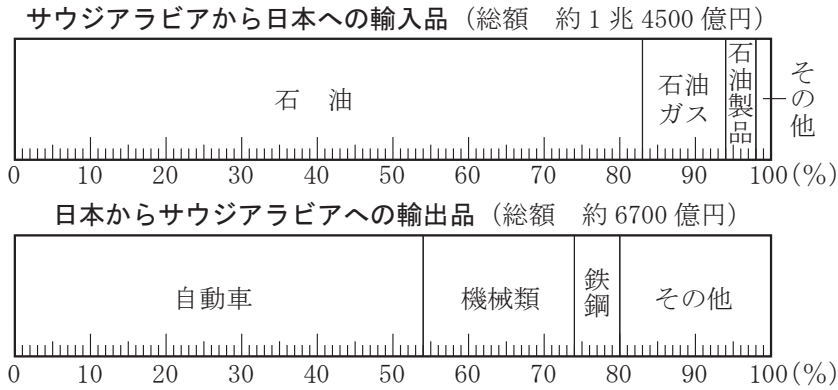 サウジアラビアから日本への輸入品（総額　約1兆4500億円）
石　油
石油
ガス
石油製品
その他
0 10 20 30 40 50 60 70 80 90 100(%)
日本からサウジアラビアへの輸出品（総額　約6700億円）
自動車
機械類
鉄鋼
その他
0 10 20 30 40 50 60 70 80 90 100(%)